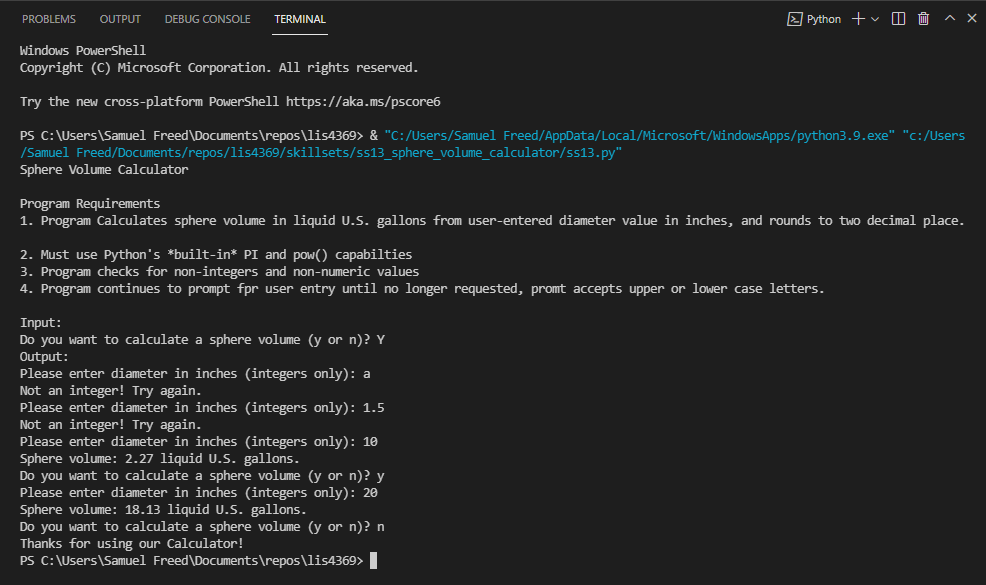 PROBLEMS OUTPUT DEBUG CONSOLE TERMINAL Python
Windows PowerShell
Copyright (C) Microsoft Corporation. All rights reserved.
Try the new cross-platform PowerShell https://aka.ms/pscore6
PS C:\Users\Samuel Freed\Documents\repos\lis4369> & "C:/Users/Samuel Freed/AppData/Local/Microsoft/WindowsApps/python3.9.exe" "c:/Users
/Samuel Freed/Documents/repos/lis4369/skillsets/ss13_sphere_volume_calculator/ss13.py"
Sphere Volume Calculator
Program Requirements
1. Program Calculates sphere volume in liquid U.S. gallons from user-entered diameter value in inches, and rounds to two decimal place.
2. Must use Python's *built-in* PI and pow() capabilties
3. Program checks for non-integers and non-numeric values
4. Program continues to prompt fpr user entry until no longer requested, promt accepts upper or lower case letters.
Input:
Do you want to calculate a sphere volume (y or n)? Y
Output:
Please enter diameter in inches (integers only): a
Not an integer! Try again.
Please enter diameter in inches (integers only): 1.5
Not an integer! Try again.
Please enter diameter in inches (integers only): 10
Sphere volume: 2.27 liquid U.S. gallons.
Do you want to calculate a sphere volume (y or n)? y
Please enter diameter in inches (integers only): 20
Sphere volume: 18.13 liquid U.S. gallons.
Do you want to calculate a sphere volume (y or n)? n
Thanks for using our Calculator!
PS C:\Users\Samuel Freed\Documents\repos\lis4369>